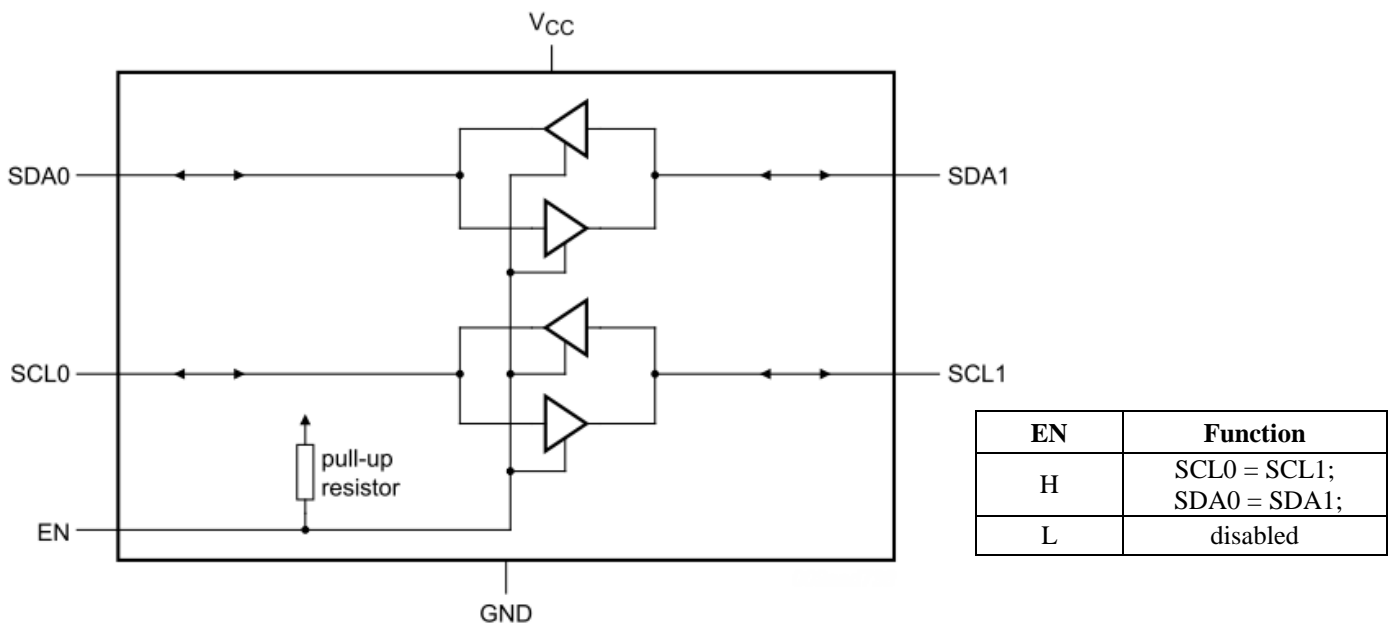 VCC
SDA0
SDA1
SCL0
SCL1
pull-up
resistor
EN
GND
EN Function
H SCL0 = SCL1;
SDA0 = SDA1;
L disabled